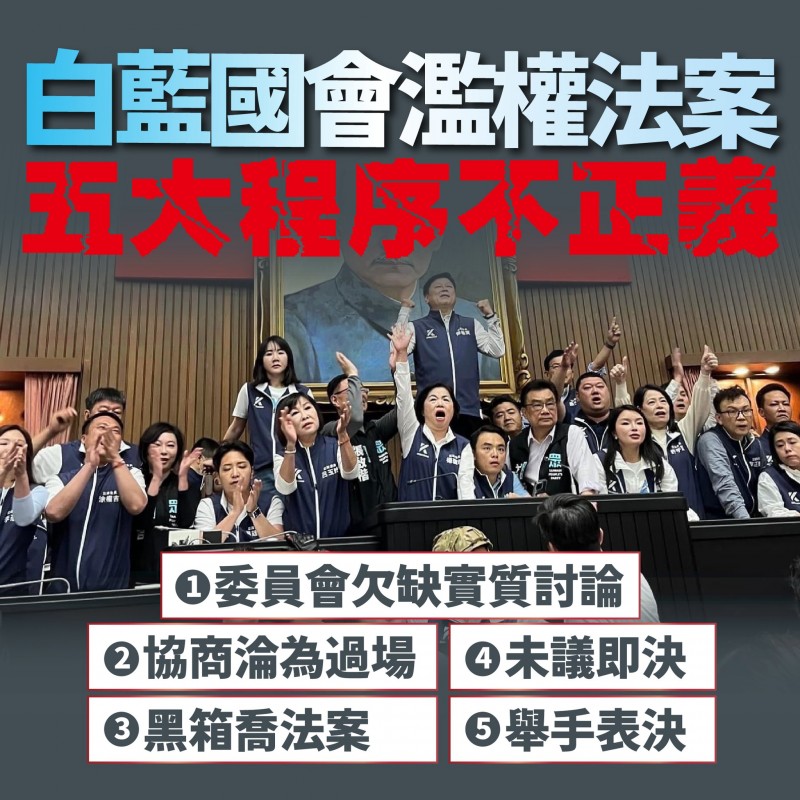 白藍國會濫權法案
五大程序不正義
❶委員會欠缺實質討論
❷協商淪為過場
❸黑箱喬法案
❹未議即決
❺舉手表決